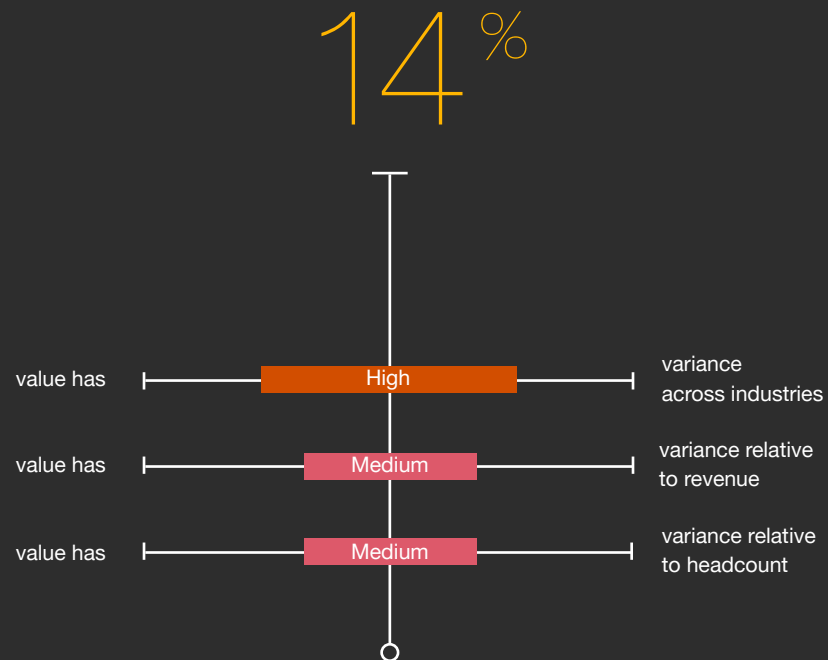 14%
value has High variance
across industries
value has Medium variance relative
to revenue
value has Medium variance relative
to headcount